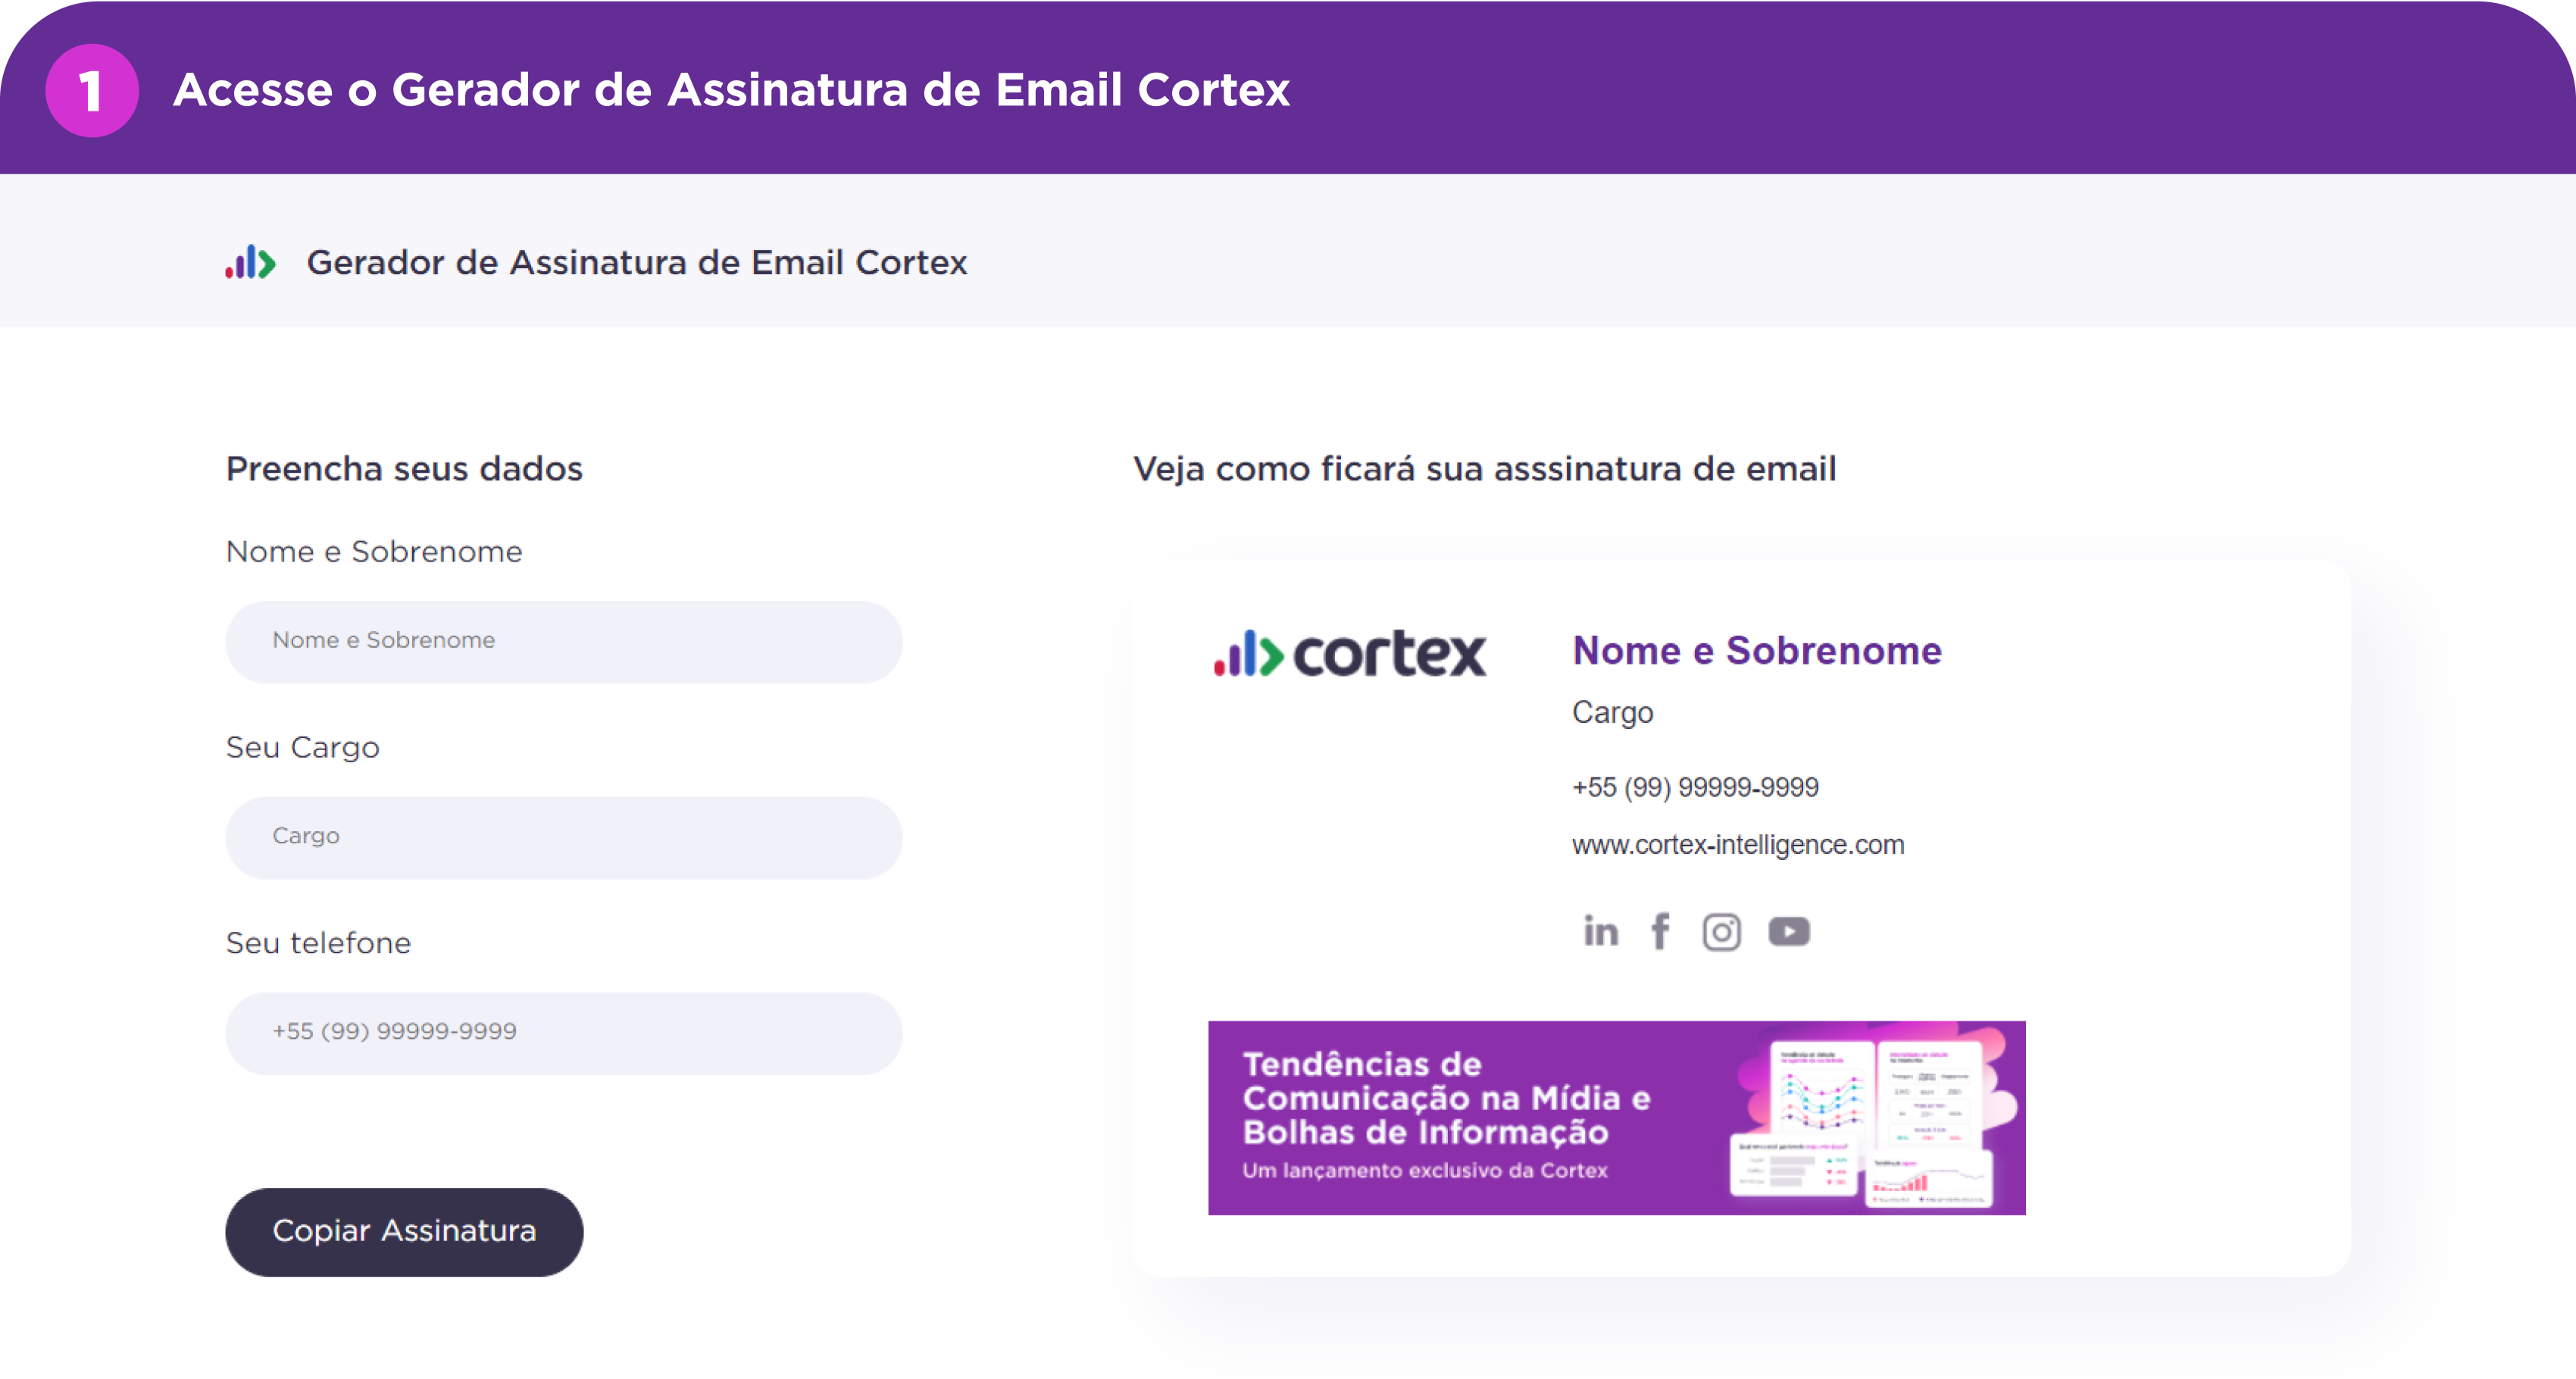 1
Acesse o Gerador de Assinatura de Email Cortex
Gerador de Assinatura de Email Cortex
Preencha seus dados
Nome e Sobrenome
Nome e Sobrenome
Seu Cargo
Cargo
Seu telefone
+55 (99) 99999-9999
Copiar Assinatura
Veja como ficará sua asssinatura de email
cortex
Nome e Sobrenome
Cargo
+55 (99) 99999-9999
www.cortex-intelligence.com
in f
Tendências de
Comunicação na Mídia e
Bolhas de Informação
Um lançamento exclusivo da Cortex